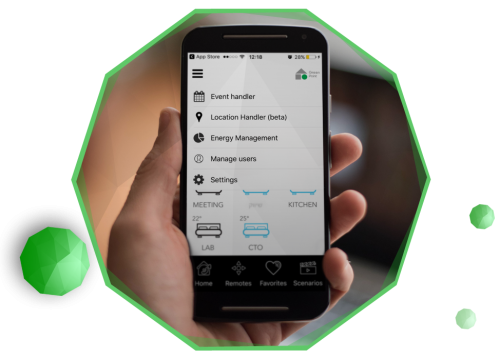 App Store 12:18 28%
Event handler
Location Handler (beta)
Energy Management
Manage users
Settings
MEETING KITCHEN
22° 25°
LAB CTO
Home Remotes Favorites Scenarios